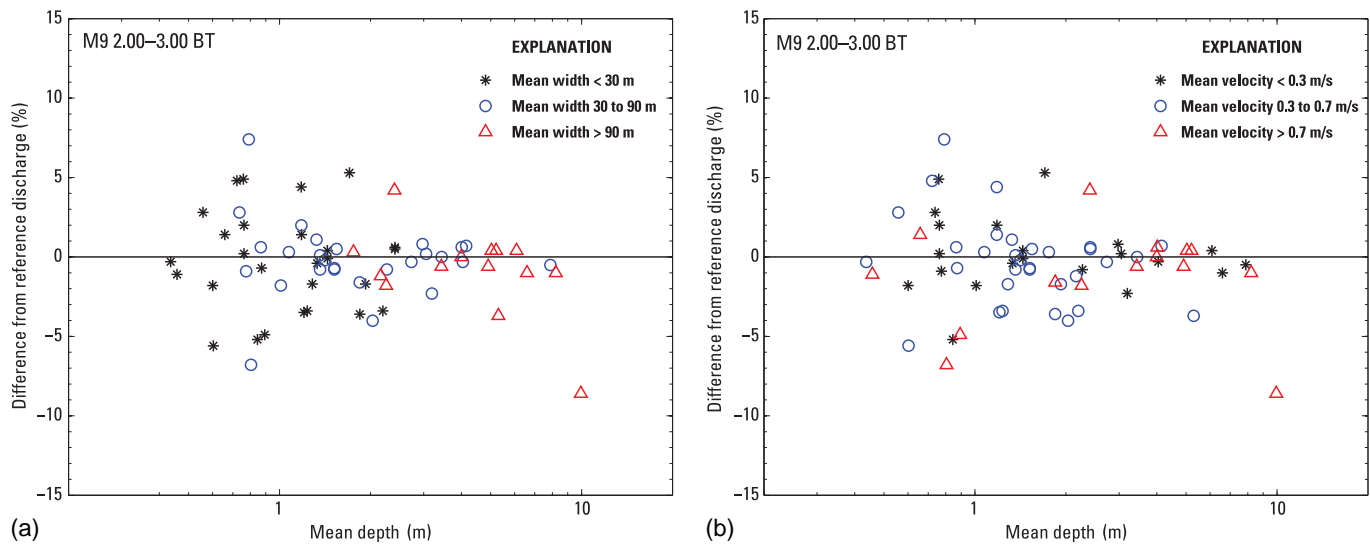 M9 2.00–3.00 BT
EXPLANATION
Mean width < 30 m
Mean width 30 to 90 m
Mean width > 90 m
Difference from reference discharge (%)
15
10
5
0
−5
−10
−15
1
10
Mean depth (m)
(a)
M9 2.00–3.00 BT
EXPLANATION
Mean velocity < 0.3 m/s
Mean velocity 0.3 to 0.7 m/s
Mean velocity > 0.7 m/s
Difference from reference discharge (%)
15
10
5
0
−5
−10
−15
1
10
Mean depth (m)
(b)